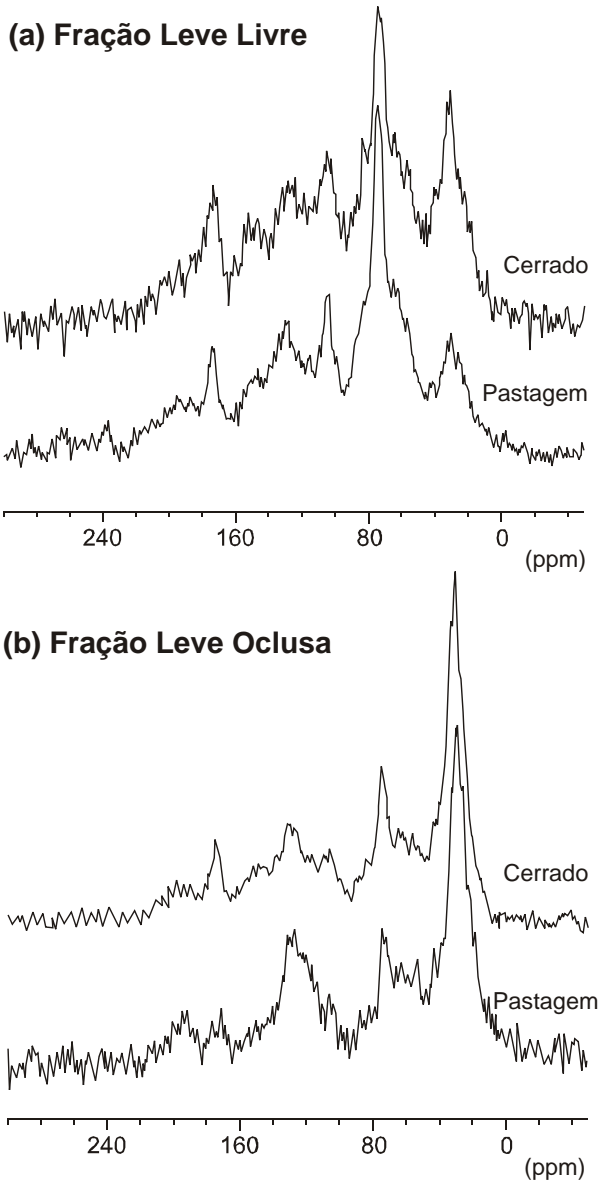 (a) Fração Leve Livre
Cerrado
Pastagem
240 160 80 0
(ppm)
(b) Fração Leve Oclusa
Cerrado
Pastagem
240 160 80 0
(ppm)